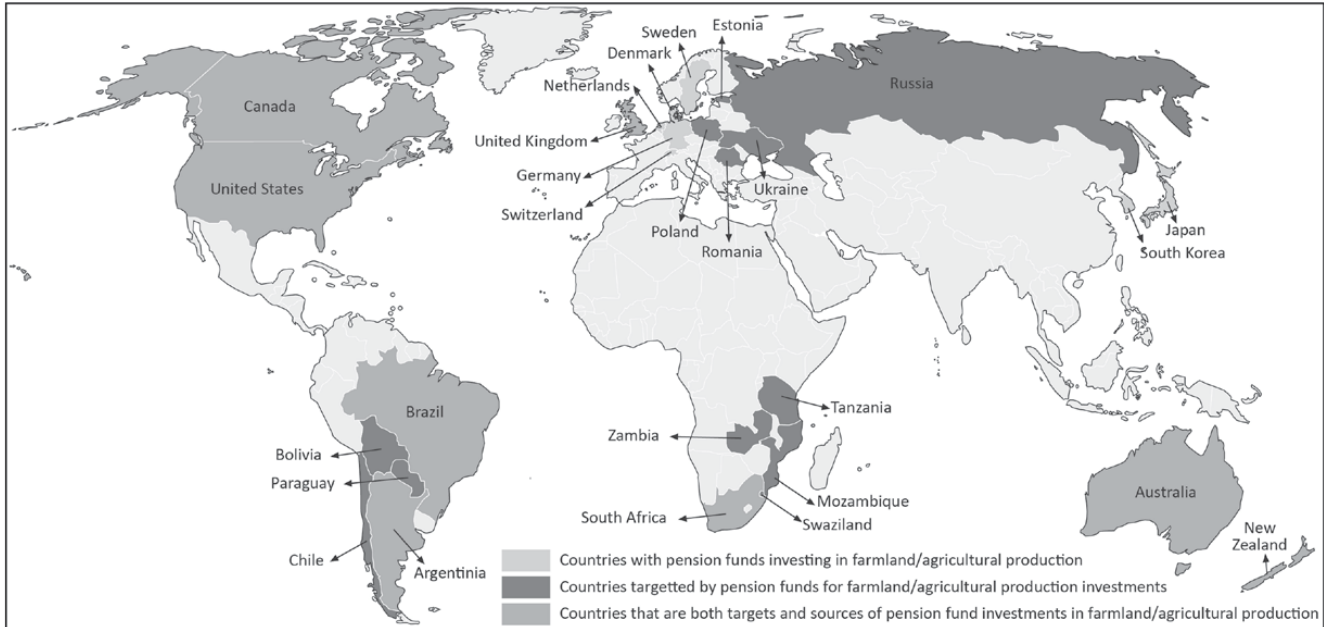 Estonia
Sweden
Denmark
Netherlands
Russia
Canada
United Kingdom
United States
Germany
Ukraine
Switzerland
Poland
Japan
Romania
South Korea
Brazil
Tanzania
Zambia
Bolivia
Paraguay
Australia
Mozambique
South Africa
Swaziland
New
Zealand
Chile
Argentinia
Countries with pension funds investing in farmland/agricultural production
Countries targetted by pension funds for farmland/agricultural production investments
Countries that are both targets and sources of pension fund investments in farmland/agricultural production